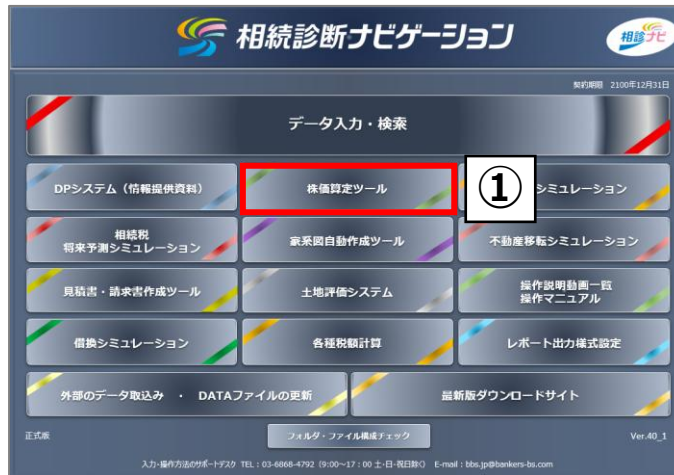 相続診断ナビゲーション
相診ナビ
契約期間 2100年12月31日
データ入力・検索
DPシステム（情報提供資料）
株価算定ツール
①
シミュレーション
相続税
将来予測シミュレーション
家系図自動作成ツール
不動産移転シミュレーション
見積書・請求書作成ツール
土地評価システム
操作説明動画一覧
操作マニュアル
借換シミュレーション
各種税額計算
レポート出力様式設定
外部のデータ取込み ・ DATAファイルの更新
最新版ダウンロードサイト
正式版
フォルダ・ファイル構成チェック
Ver.40_1
入力・操作方法のサポートデスク TEL：03-6868-4792（9:00～17：00 土・日・祝日除く） E-mail：bbs.jp@bankers-bs.com